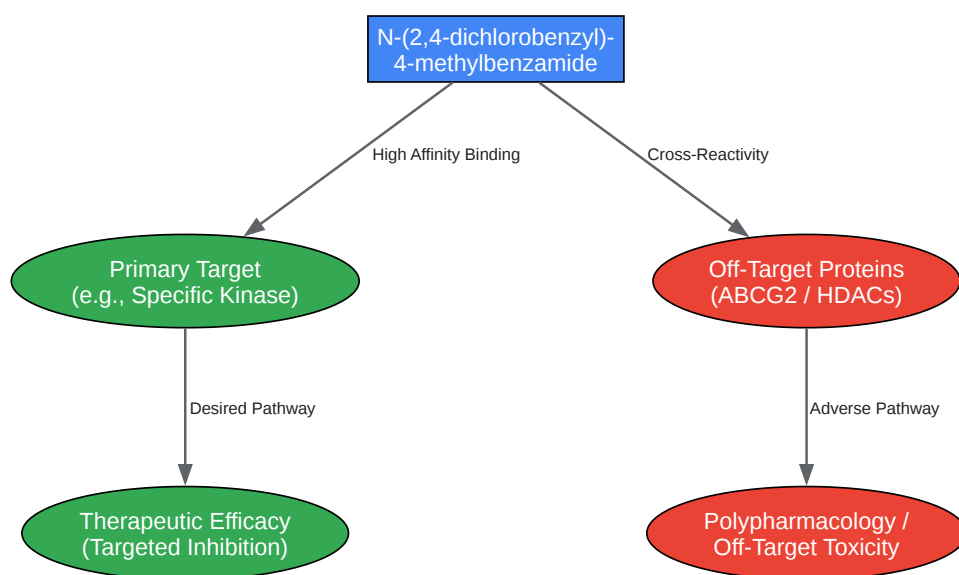 N-(2,4-dichlorobenzyl)-
4-methylbenzamide
High Affinity Binding
Cross-Reactivity
Primary Target
(e.g., Specific Kinase)
Off-Target Proteins
(ABCG2 / HDACs)
Desired Pathway
Adverse Pathway
Therapeutic Efficacy
(Targeted Inhibition)
Polypharmacology /
Off-Target Toxicity